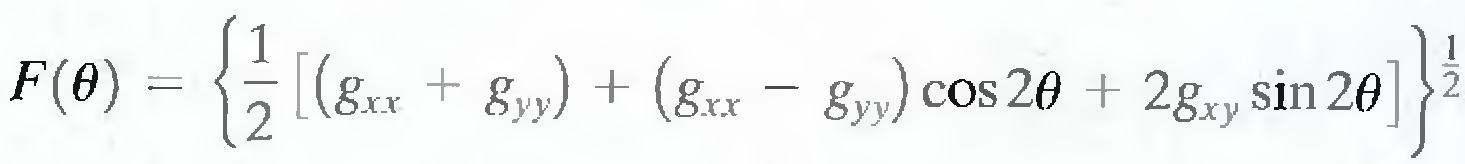 F(θ) = {1/2 [(g_xx + g_yy) + (g_xx − g_yy) cos 2θ + 2g_xy sin 2θ]}^1/2